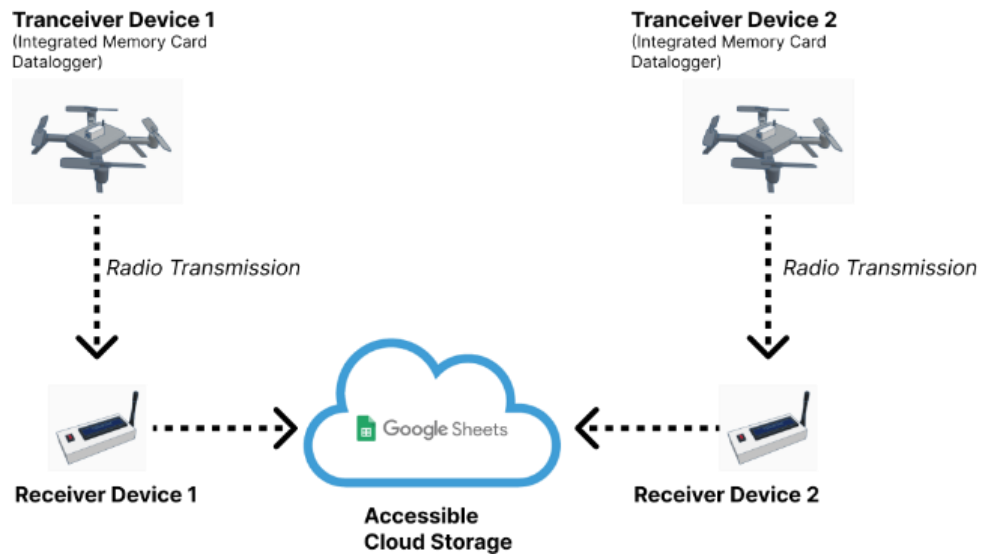 Tranceiver Device 1
(Integrated Memory Card
Datalogger)
Tranceiver Device 2
(Integrated Memory Card
Datalogger)
Radio Transmission
Radio Transmission
Google Sheets
Receiver Device 1
Receiver Device 2
Accessible
Cloud Storage